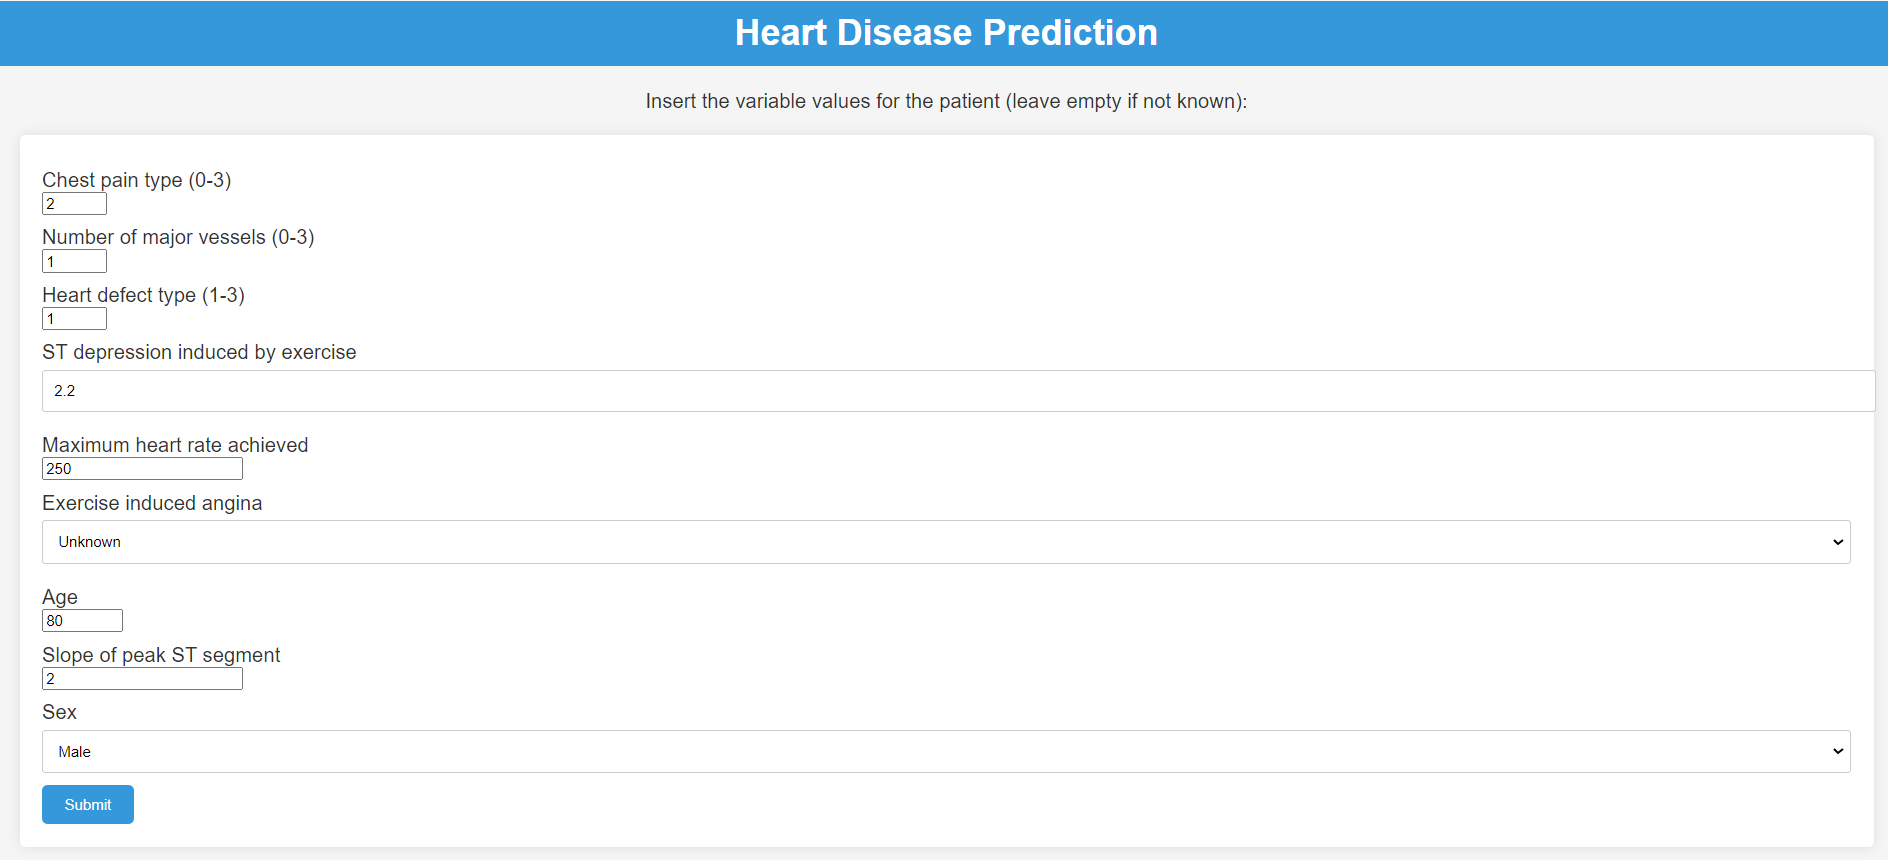 Heart Disease Prediction
Insert the variable values for the patient (leave empty if not known):
Chest pain type (0-3)
2
Number of major vessels (0-3)
1
Heart defect type (1-3)
1
ST depression induced by exercise
2.2
Maximum heart rate achieved
250
Exercise induced angina
Unknown
Age
80
Slope of peak ST segment
2
Sex
Male
Submit